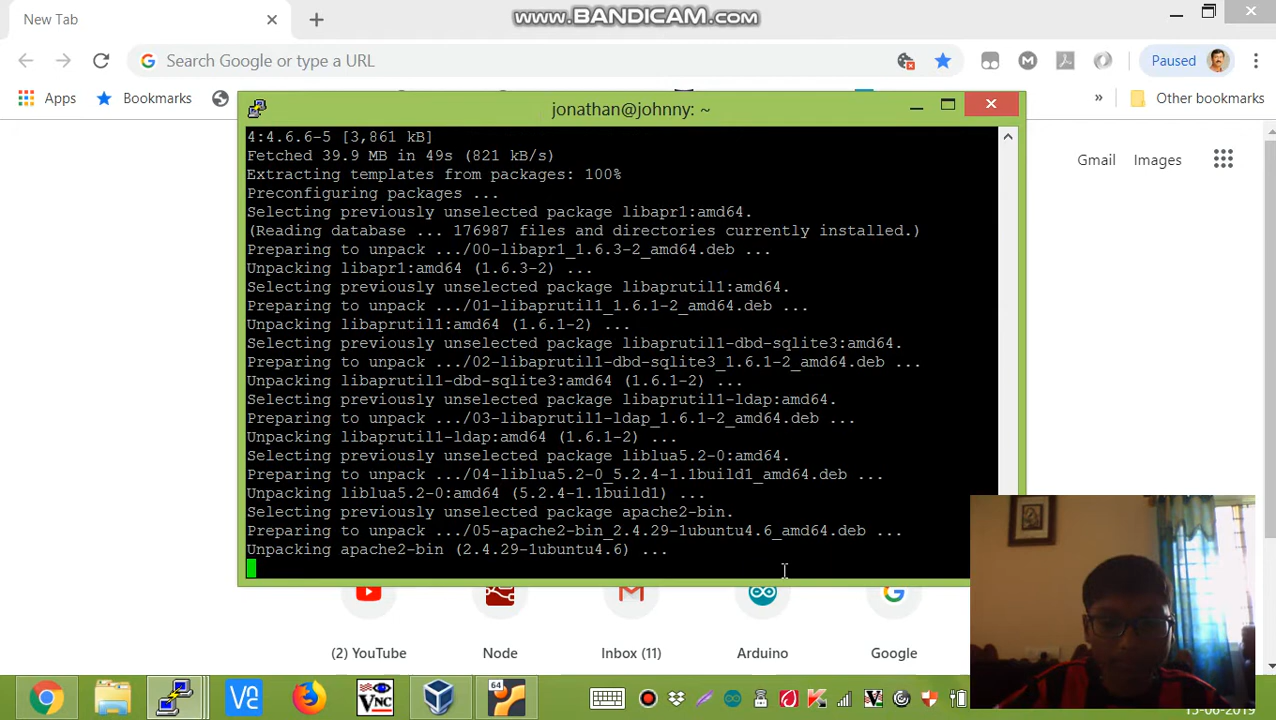 New Tab
www.BANDICAM.com
Search Google or type a URL
Paused
Apps
Bookmarks
»
Other bookmarks
jonathan@johnny: ~
Gmail
Images
4:4.6.6-5 [3,861 kB]
Fetched 39.9 MB in 49s (821 kB/s)
Extracting templates from packages: 100%
Preconfiguring packages ...
Selecting previously unselected package libapr1:amd64.
(Reading database ... 176987 files and directories currently installed.)
Preparing to unpack .../00-libapr1_1.6.3-2_amd64.deb ...
Unpacking libapr1:amd64 (1.6.3-2) ...
Selecting previously unselected package libaprutil1:amd64.
Preparing to unpack .../01-libaprutil1_1.6.1-2_amd64.deb ...
Unpacking libaprutil1:amd64 (1.6.1-2) ...
Selecting previously unselected package libaprutil1-dbd-sqlite3:amd64.
Preparing to unpack .../02-libaprutil1-dbd-sqlite3_1.6.1-2_amd64.deb ...
Unpacking libaprutil1-dbd-sqlite3:amd64 (1.6.1-2) ...
Selecting previously unselected package libaprutil1-ldap:amd64.
Preparing to unpack .../03-libaprutil1-ldap_1.6.1-2_amd64.deb ...
Unpacking libaprutil1-ldap:amd64 (1.6.1-2) ...
Selecting previously unselected package liblua5.2-0:amd64.
Preparing to unpack .../04-liblua5.2-0_5.2.4-1.1build1_amd64.deb ...
Unpacking liblua5.2-0:amd64 (5.2.4-1.1build1) ...
Selecting previously unselected package apache2-bin.
Preparing to unpack .../05-apache2-bin_2.4.29-1ubuntu4.6_amd64.deb ...
Unpacking apache2-bin (2.4.29-1ubuntu4.6) ...
(2) YouTube
Node
Inbox (11)
Arduino
Google
VNC
64
15-06-2019